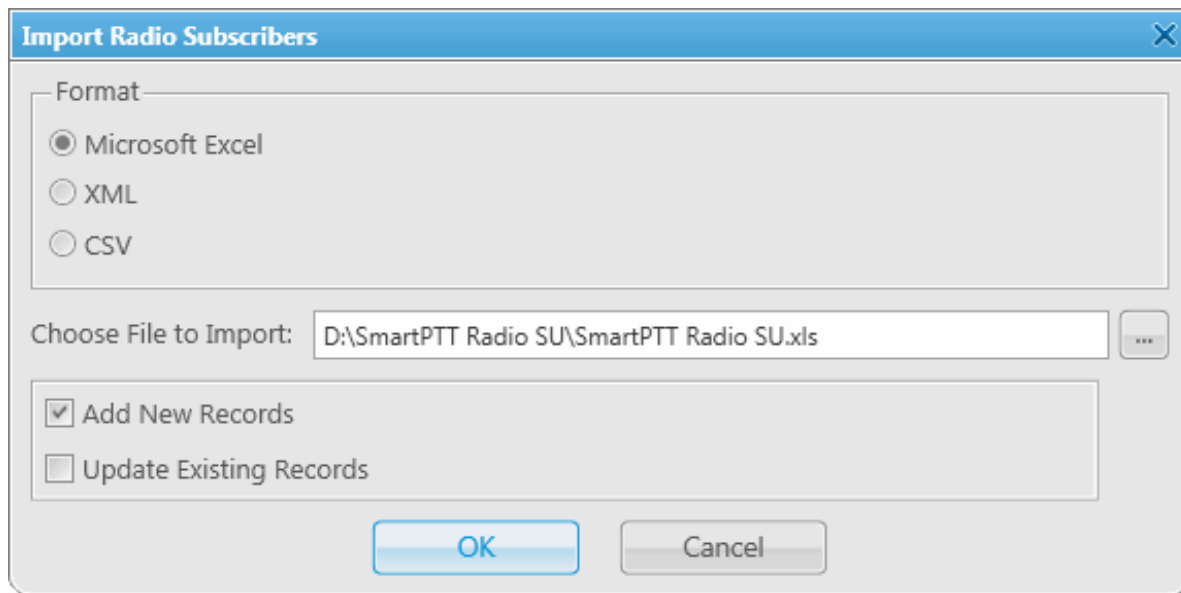 Import Radio Subscribers
Format
Microsoft Excel
XML
CSV
Choose File to Import: D:\SmartPTT Radio SU\SmartPTT Radio SU.xls ...
Add New Records
Update Existing Records
OK Cancel